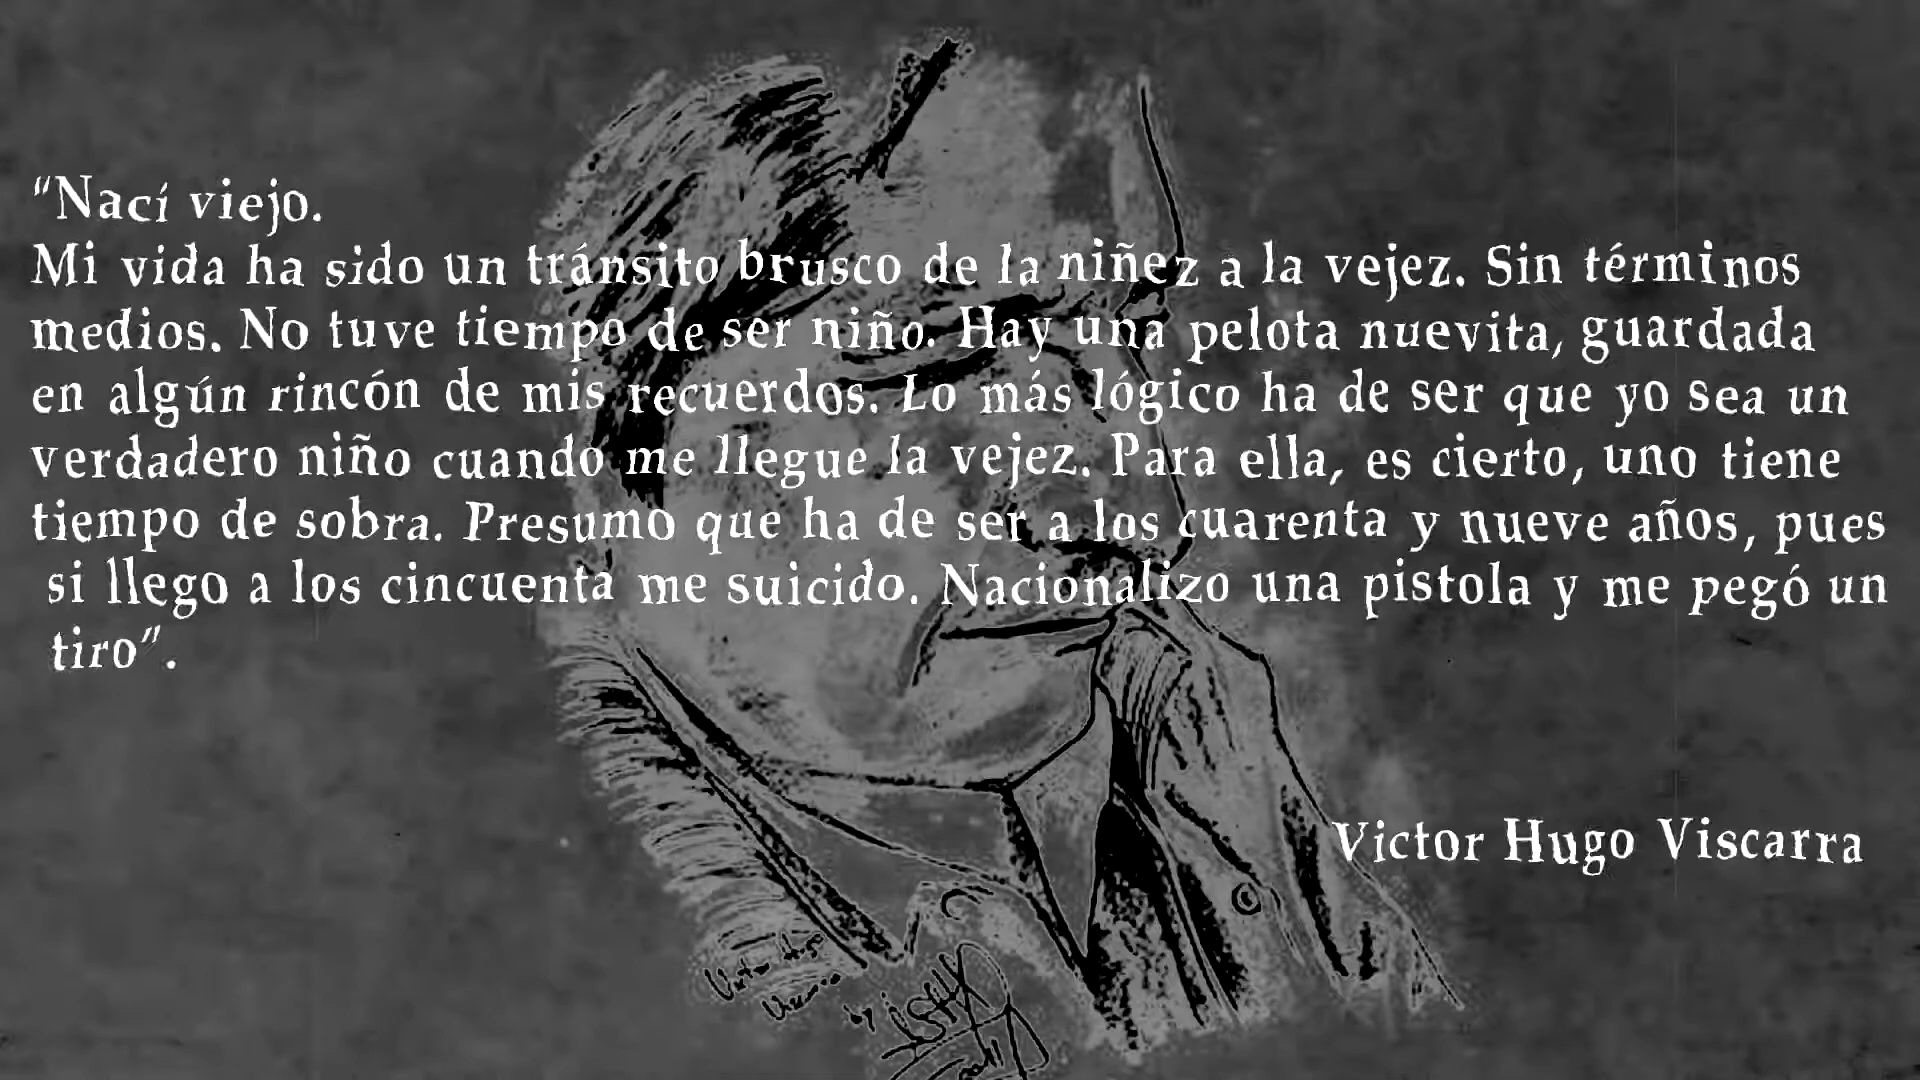 "Nací viejo.
Mi vida ha sido un tránsito brusco de la niñez a la vejez. Sin términos
medios. No tuve tiempo de ser niño. Hay una pelota nuevita, guardada
en algún rincón de mis recuerdos. Lo más lógico ha de ser que yo sea un
verdadero niño cuando me llegue la vejez. Para ella, es cierto, uno tiene
tiempo de sobra. Presumo que ha de ser a los cuarenta y nueve años, pues
si llego a los cincuenta me suicido. Nacionalizo una pistola y me pegó un
tiro".
Victor Hugo Viscarra
by